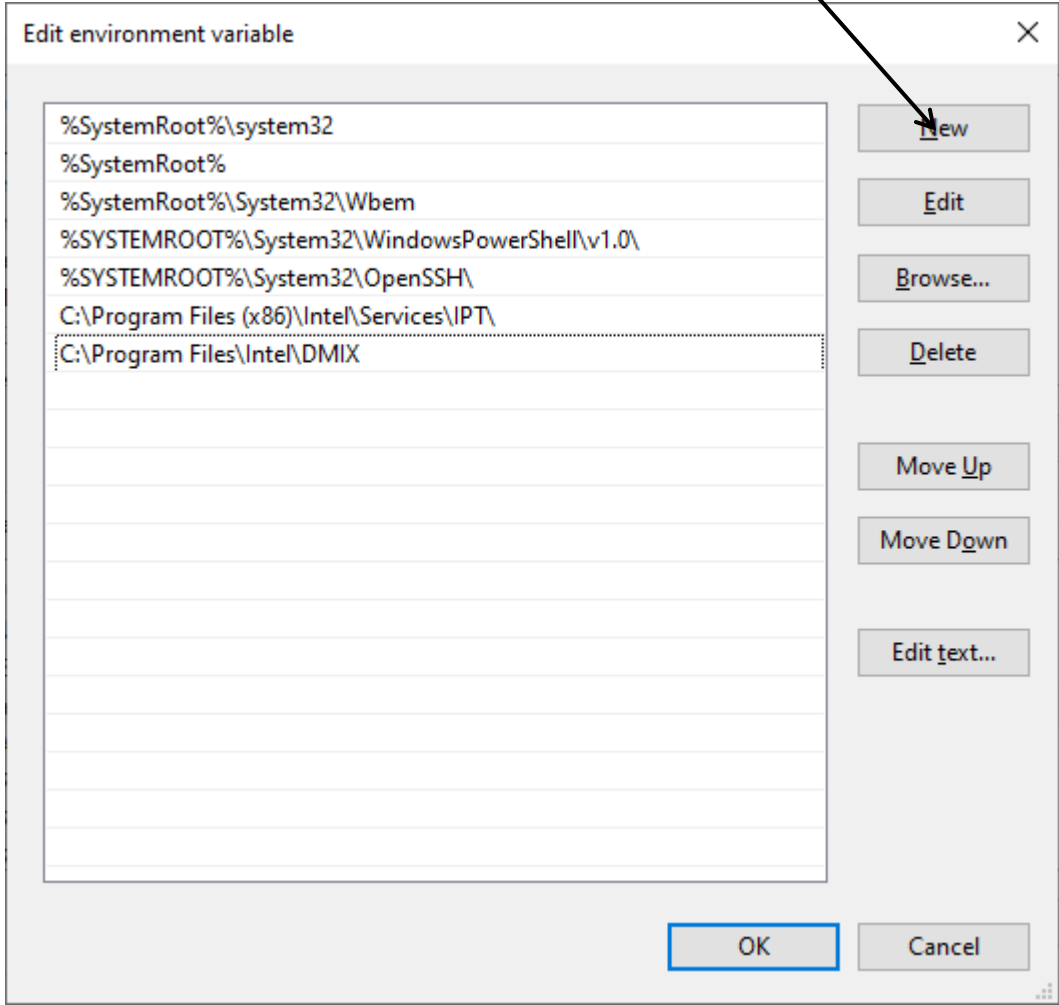 Edit environment variable
%SystemRoot%\system32
%SystemRoot%
%SystemRoot%\System32\Wbem
%SYSTEMROOT%\System32\WindowsPowerShell\v1.0\
%SYSTEMROOT%\System32\OpenSSH\
C:\Program Files (x86)\Intel\Services\IPT\
C:\Program Files\Intel\DMIX
New
Edit
Browse...
Delete
Move Up
Move Down
Edit text...
OK
Cancel